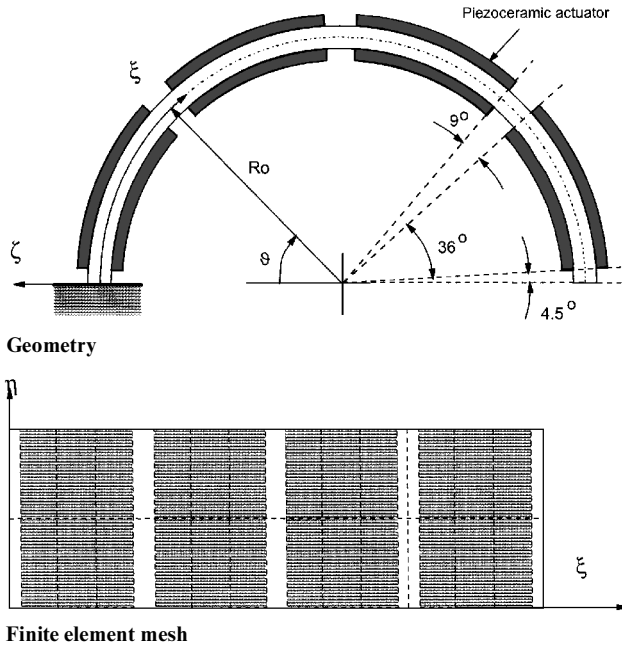 Piezoceramic actuator
ξ
9°
Ro
ζ
ϑ
36°
4.5°
Geometry
η
ξ
Finite element mesh